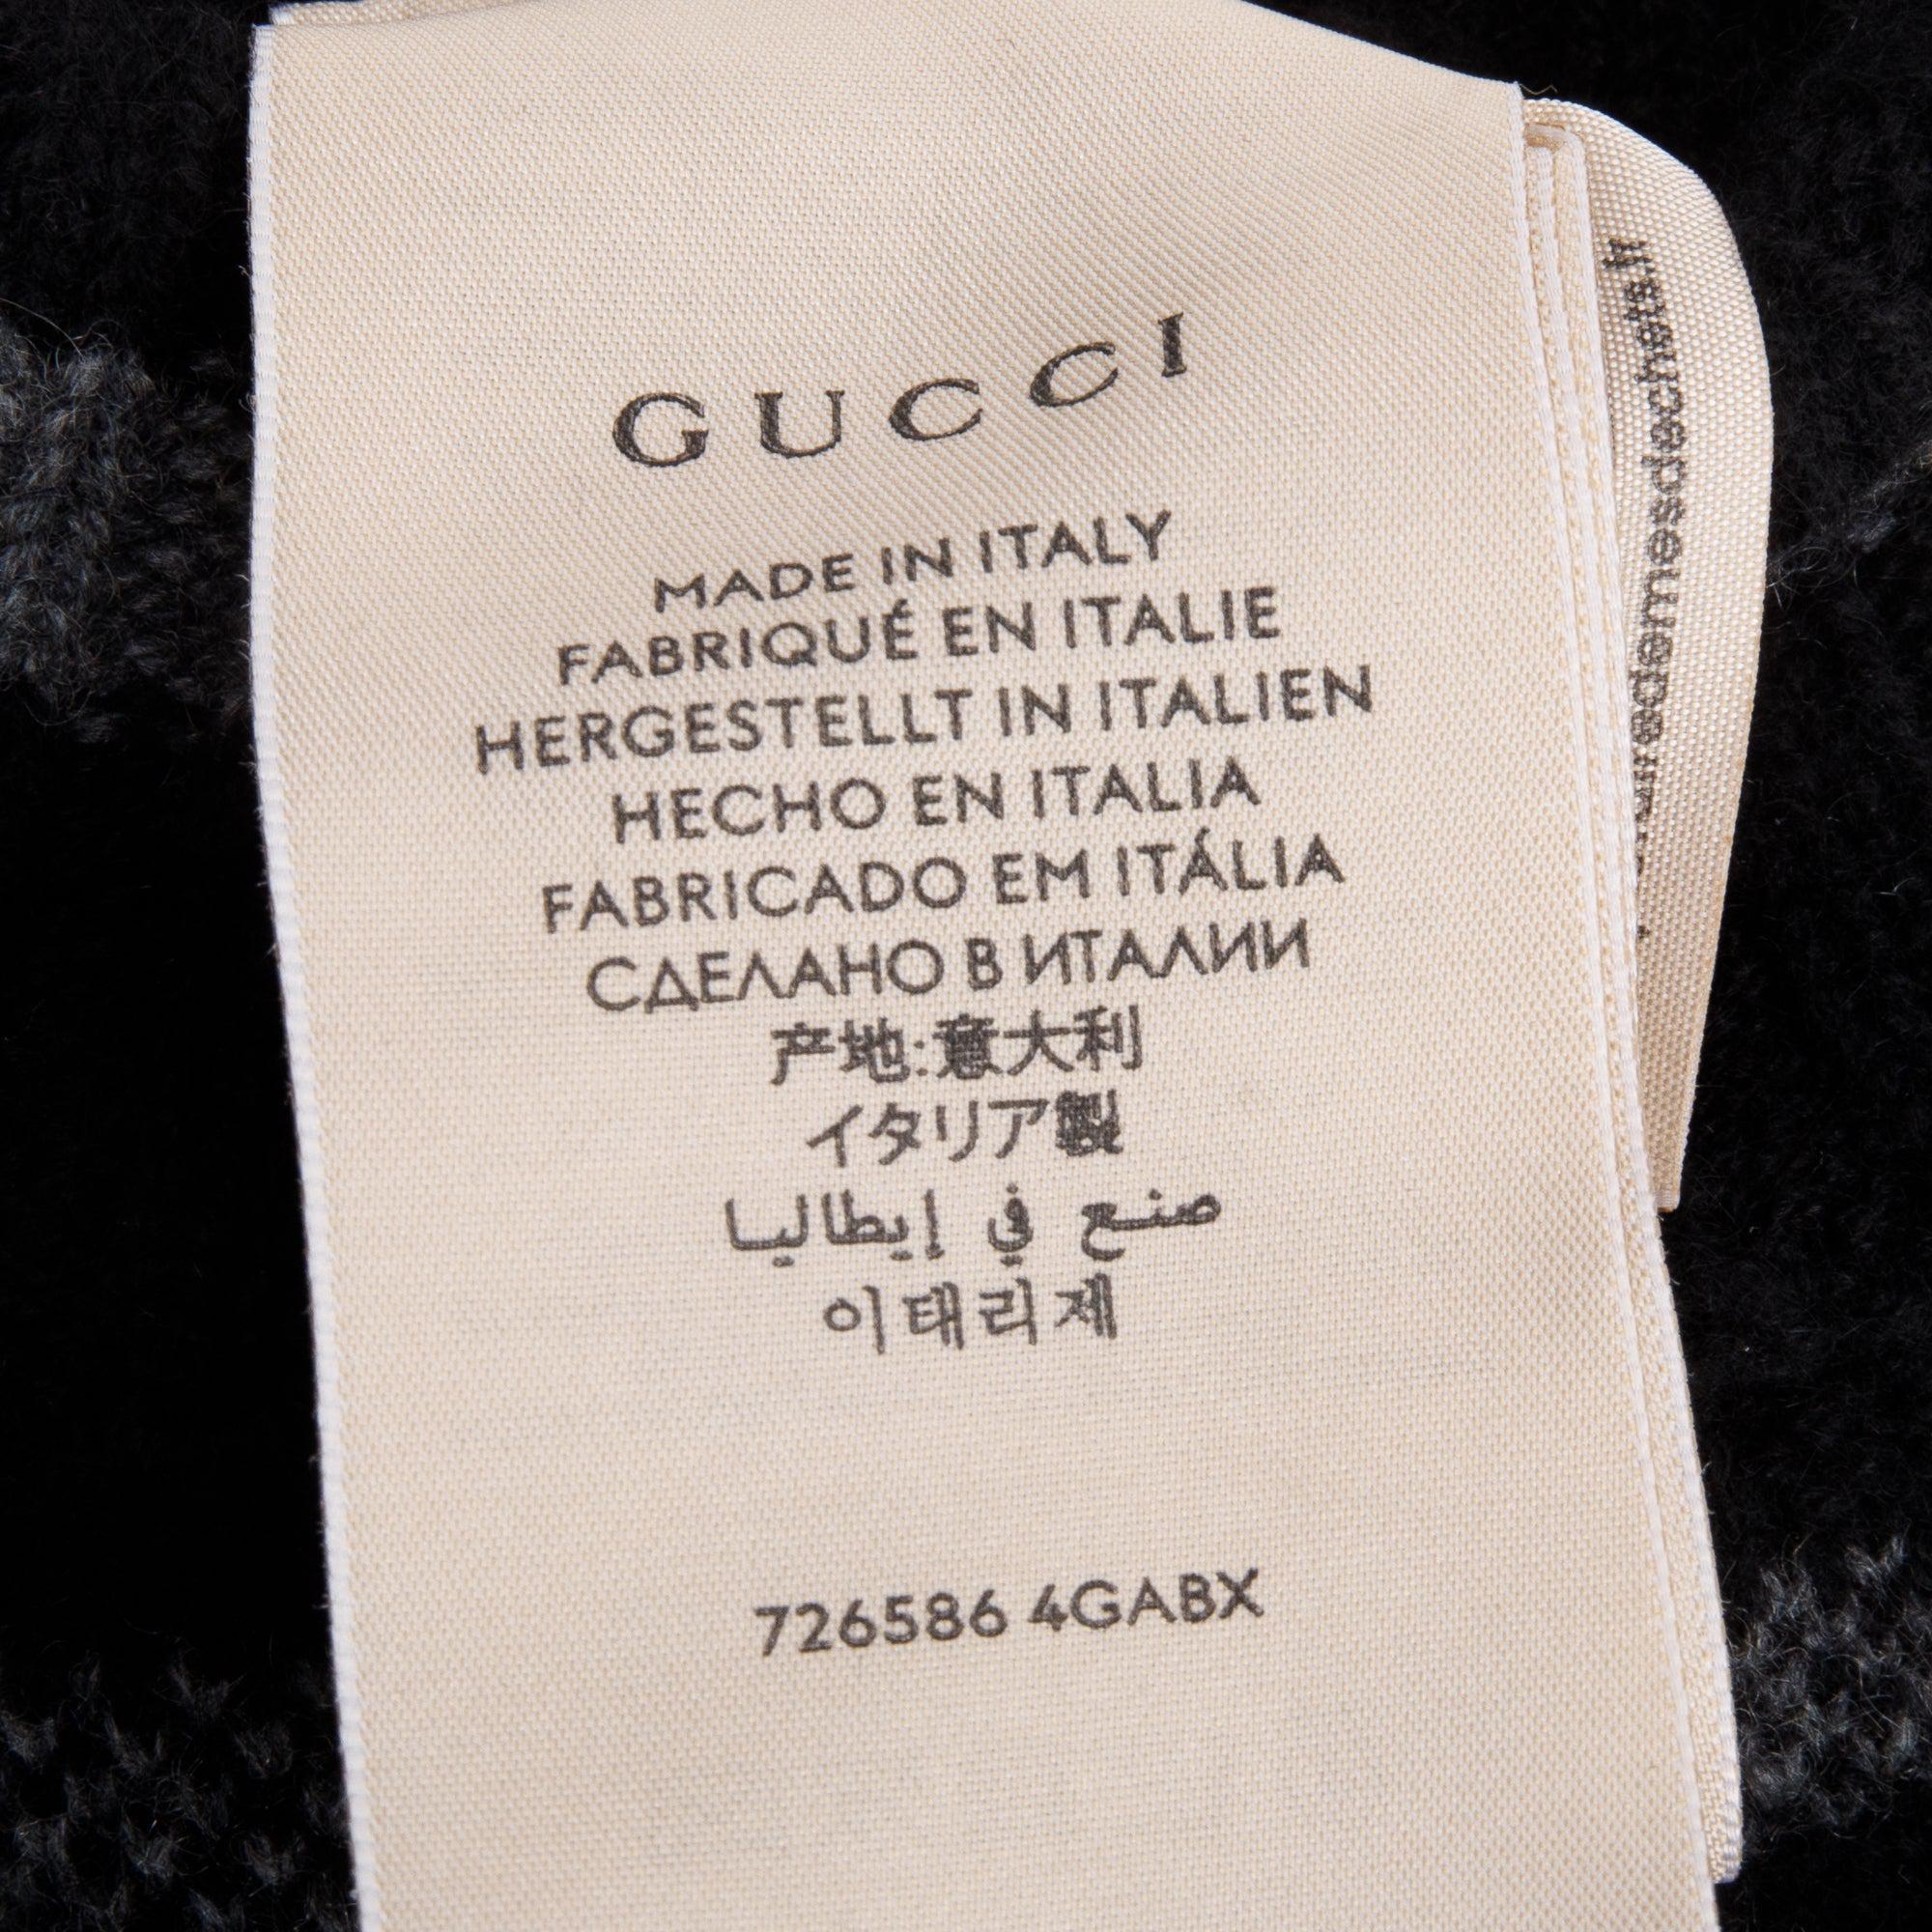 GUCCI
MADE IN ITALY
FABRIQUÉ EN ITALIE
HERGESTELLT IN ITALIEN
HECHO EN ITALIA
FABRICADO EM ITÁLIA
СДЕЛАНО В ИТАЛИИ
产地:意大利
イタリア製
صنع في إيطاليا
이태리제
726586 4GABX